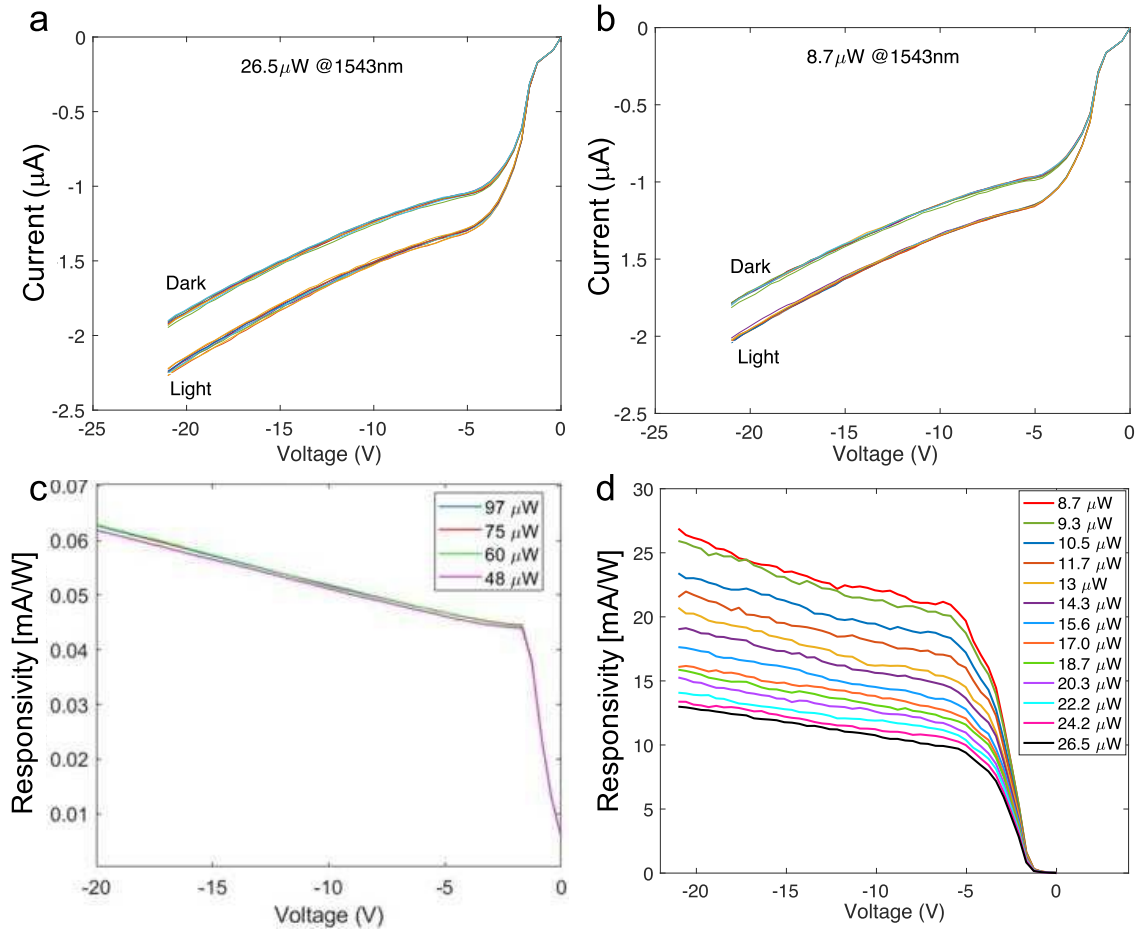 a
26.5μW @1543nm
0
-0.5
-1
1.5
-2
-2.5
-25
-20
-15
-10
-5
0
Current (μA)
Voltage (V)
Dark
Light
b
8.7μW @1543nm
0
-0.5
-1
1.5
-2
-2.5
-25
-20
-15
-10
-5
0
Current (μA)
Voltage (V)
Dark
Light
c
0.07
0.06
0.05
0.04
0.03
0.02
0.01
-20
-15
-10
-5
0
Responsivity [mA/W]
Voltage (V)
97 μW
75 μW
60 μW
48 μW
d
30
25
20
15
10
5
0
-20
-15
-10
-5
0
Responsivity [mA/W]
Voltage (V)
8.7 μW
9.3 μW
10.5 μW
11.7 μW
13 μW
14.3 μW
15.6 μW
17.0 μW
18.7 μW
20.3 μW
22.2 μW
24.2 μW
26.5 μW